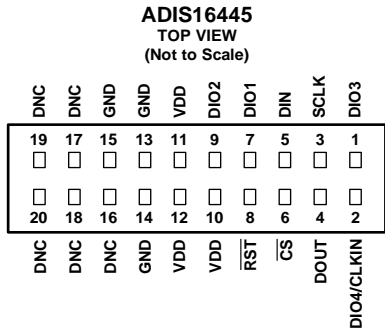 ADIS16445
TOP VIEW
(Not to Scale)
DNC DNC GND GND VDD DIO2 DIO1 DIN SCLK DIO3
19 17 15 13 11 9 7 5 3 1
20 18 16 14 12 10 8 6 4 2
DNC DNC DNC GND VDD VDD RST CS DOUT DIO4/CLKIN